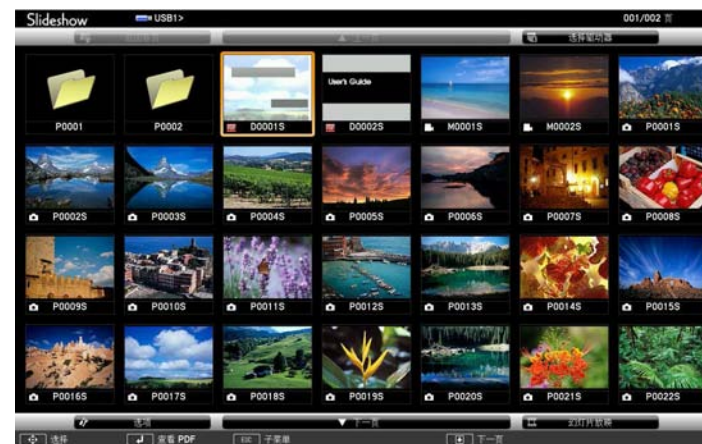 Slideshow USB1> 001/002 页
选择驱动器
P0001 P0002 D0001S D0002S M0001S M0002S P0001S
User's Guide
P0002S P0003S P0004S P0005S P0006S P0007S P0008S
P0009S P0010S P0011S P0012S P0013S P0014S P0015S
P0016S P0017S P0018S P0019S P0020S P0021S P0022S
选项 ▼ 下一页 幻灯片放映
选择 查看 PDF ESC 子菜单 下一页